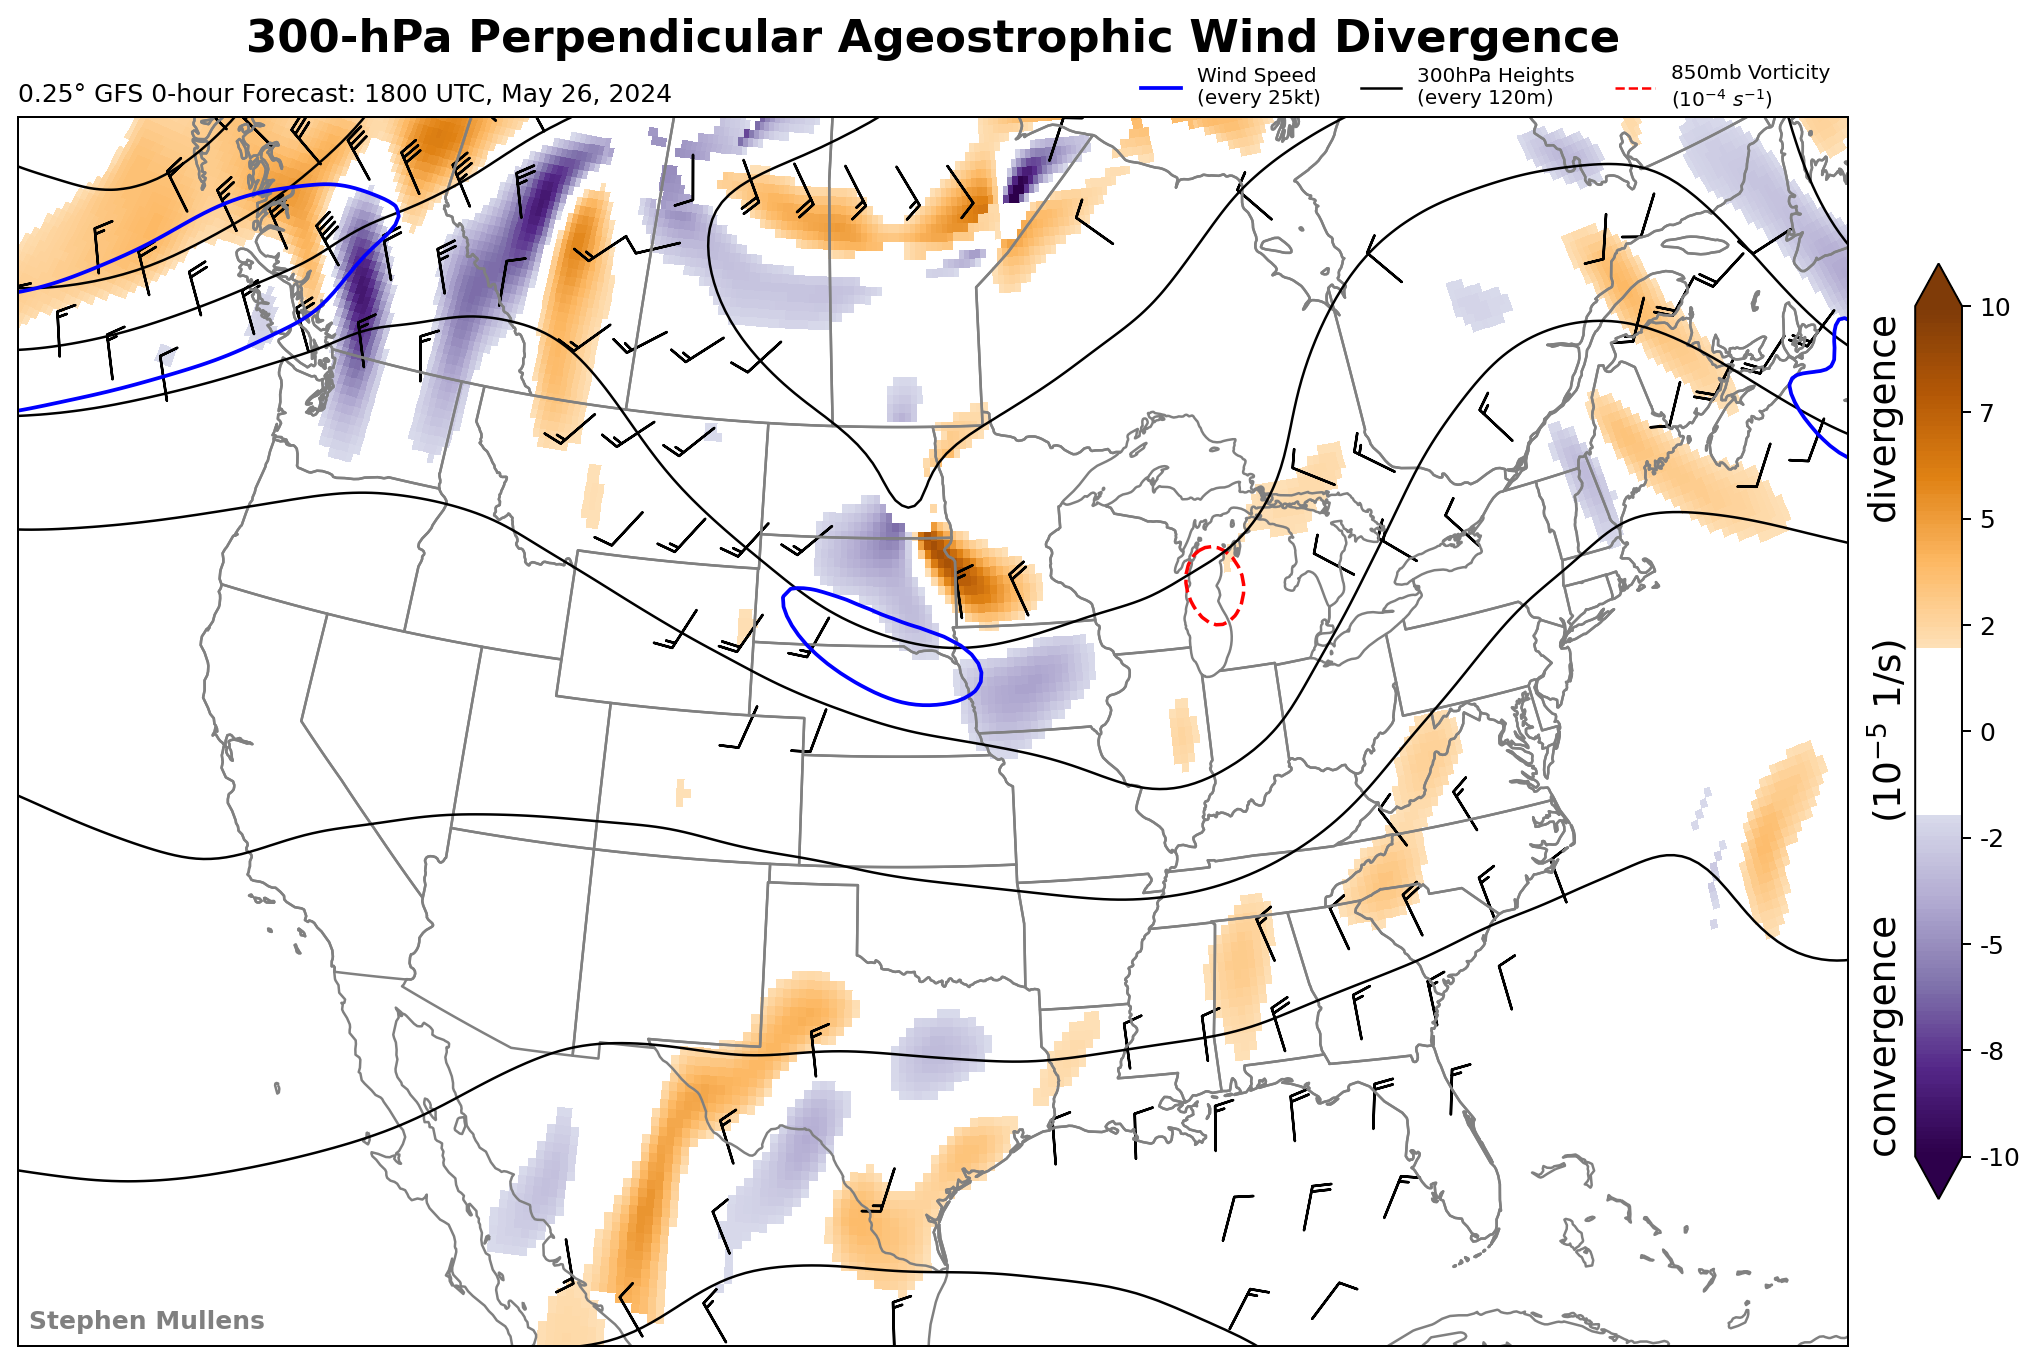 300-hPa Perpendicular Ageostrophic Wind Divergence
0.25° GFS 0-hour Forecast: 1800 UTC, May 26, 2024
Wind Speed
(every 25kt)
300hPa Heights
(every 120m)
850mb Vorticity
(10⁻⁴ s⁻¹)
10
7
5
2
0
-2
-5
-8
-10
convergence (10⁻⁵ 1/s) divergence
Stephen Mullens